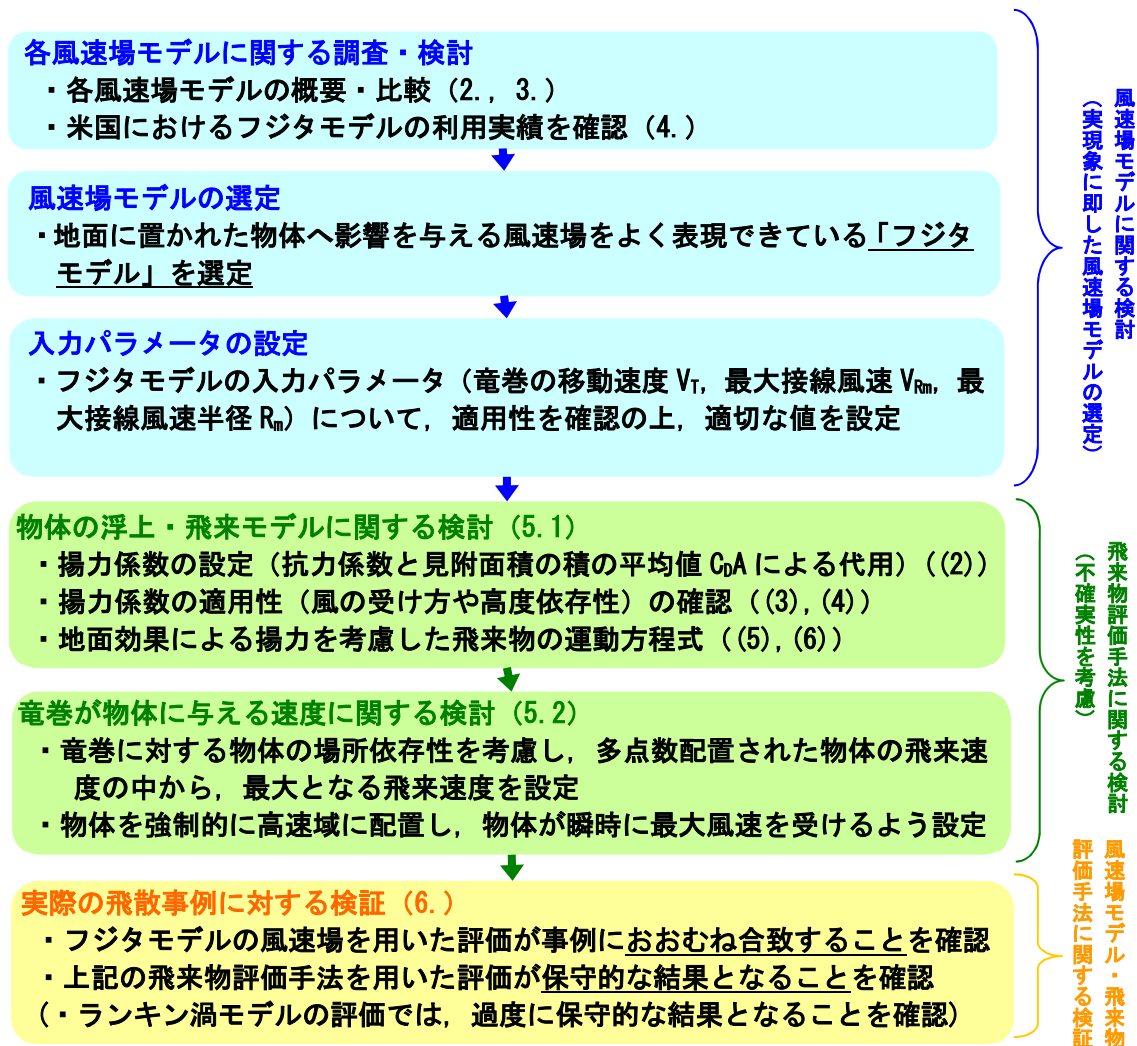 各風速場モデルに関する調査・検討
・各風速場モデルの概要・比較（2.，3.）
・米国におけるフジタモデルの利用実績を確認（4.）
風速場モデルの選定
・地面に置かれた物体へ影響を与える風速場をよく表現できている「フジタ
モデル」を選定
入力パラメータの設定
・フジタモデルの入力パラメータ（竜巻の移動速度 VT，最大接線風速 VRm，最
大接線風速半径 Rm）について，適用性を確認の上，適切な値を設定
風速場モデルに関する検討
（実現象に即した風速場モデルの選定）
物体の浮上・飛来モデルに関する検討（5.1）
・揚力係数の設定（抗力係数と見附面積の積の平均値 CDA による代用）（(2)）
・揚力係数の適用性（風の受け方や高度依存性）の確認（(3),(4)）
・地面効果による揚力を考慮した飛来物の運動方程式（(5),(6)）
竜巻が物体に与える速度に関する検討（5.2）
・竜巻に対する物体の場所依存性を考慮し，多点数配置された物体の飛来速
度の中から，最大となる飛来速度を設定
・物体を強制的に高速域に配置し，物体が瞬時に最大風速を受けるよう設定
飛来物評価手法に関する検討
（不確実性を考慮）
実際の飛散事例に対する検証（6.）
・フジタモデルの風速場を用いた評価が事例におおむね合致することを確認
・上記の飛来物評価手法を用いた評価が保守的な結果となることを確認
（・ランキン渦モデルの評価では，過度に保守的な結果となることを確認）
風速場モデル・飛来物
評価手法に関する検証